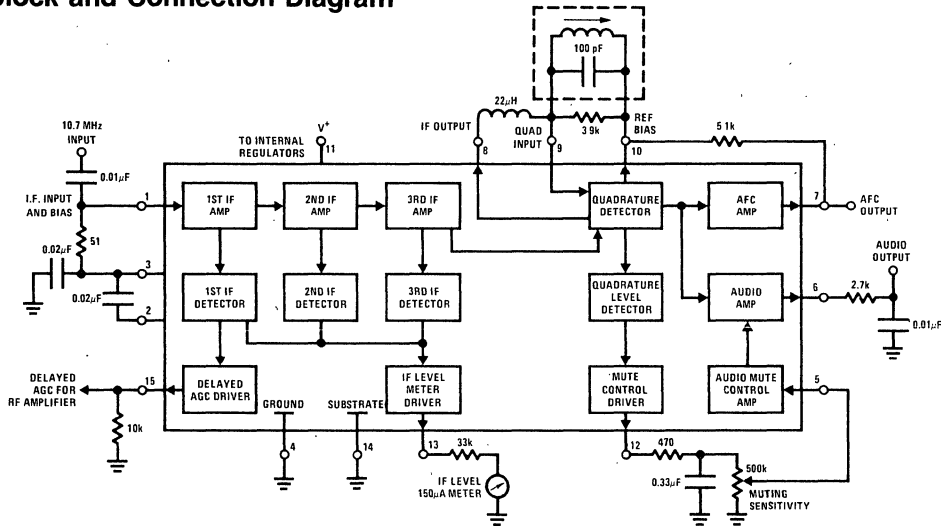 lock and Connection Diagram
100 pF
22µH
3 9k
REF
BIAS
IF OUTPUT
8
QUAD
INPUT
9
10
5 1k
10.7 MHz
INPUT
0.01µF
TO INTERNAL
REGULATORS
V+
11
I.F. INPUT
AND BIAS
1
51
0.02µF
3
0.02µF
2
1ST IF
AMP
2ND IF
AMP
3RD IF
AMP
QUADRATURE
DETECTOR
AFC
AMP
7
AFC
OUTPUT
1ST IF
DETECTOR
2ND IF
DETECTOR
3RD IF
DETECTOR
QUADRATURE
LEVEL
DETECTOR
AUDIO
AMP
6
2.7k
AUDIO
OUTPUT
0.01µF
DELAYED
AGC FOR
RF AMPLIFIER
15
10k
DELAYED
AGC DRIVER
GROUND
4
SUBSTRATE
14
IF LEVEL
METER
DRIVER
13
33k
IF LEVEL
150µA METER
MUTE
CONTROL
DRIVER
12
470
0.33µF
500k
MUTING
SENSITIVITY
AUDIO MUTE
CONTROL
AMP
5